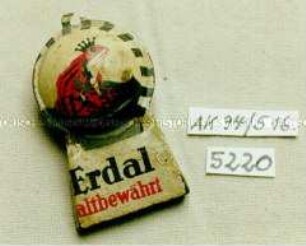 Erdal
altbewährt
AK 94/516.
5220